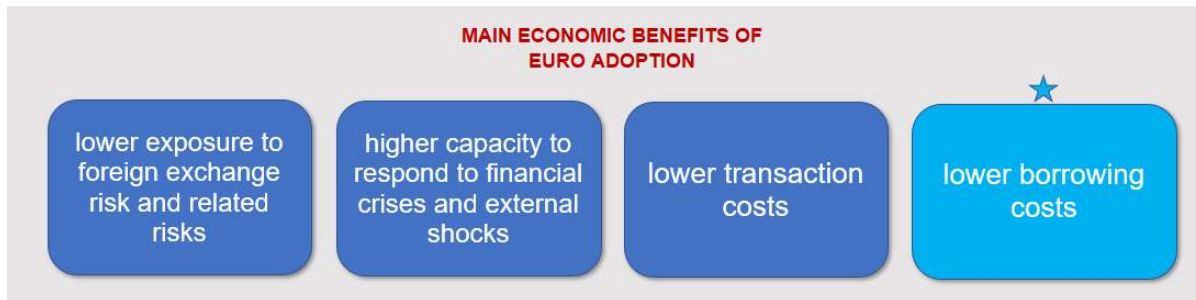 MAIN ECONOMIC BENEFITS OF
EURO ADOPTION
lower exposure to
foreign exchange
risk and related
risks
higher capacity to
respond to financial
crises and external
shocks
lower transaction
costs
lower borrowing
costs